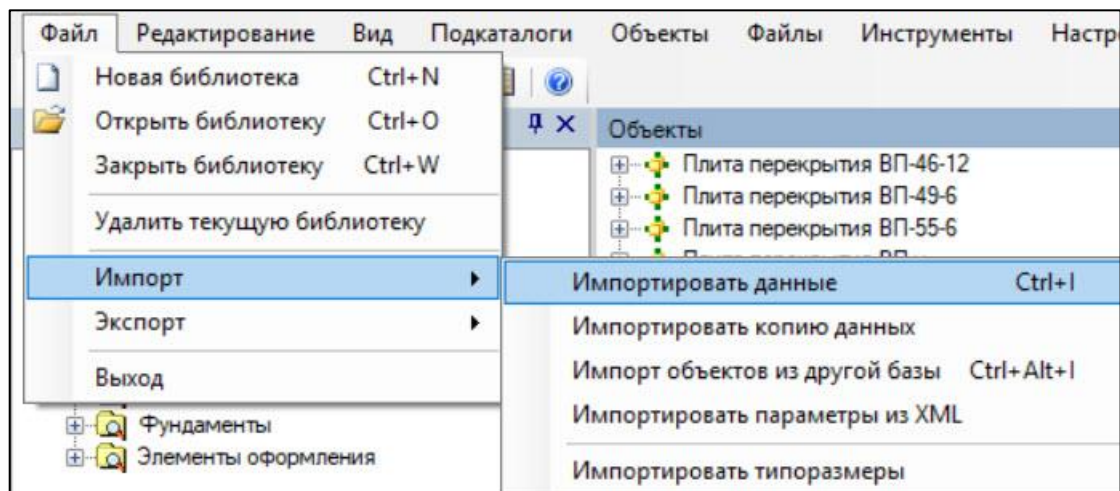 Файл Редактирование Вид Подкаталоги Объекты Файлы Инструменты Настр
Новая библиотека Ctrl+N
Открыть библиотеку Ctrl+O
Закрыть библиотеку Ctrl+W
Удалить текущую библиотеку
Импорт
Экспорт
Выход
Фундаменты
Элементы оформления
Объекты
Плита перекрытия ВП-46-12
Плита перекрытия ВП-49-6
Плита перекрытия ВП-55-6
Импортировать данные Ctrl+I
Импортировать копию данных
Импорт объектов из другой базы Ctrl+Alt+I
Импортировать параметры из XML
Импортировать типоразмеры